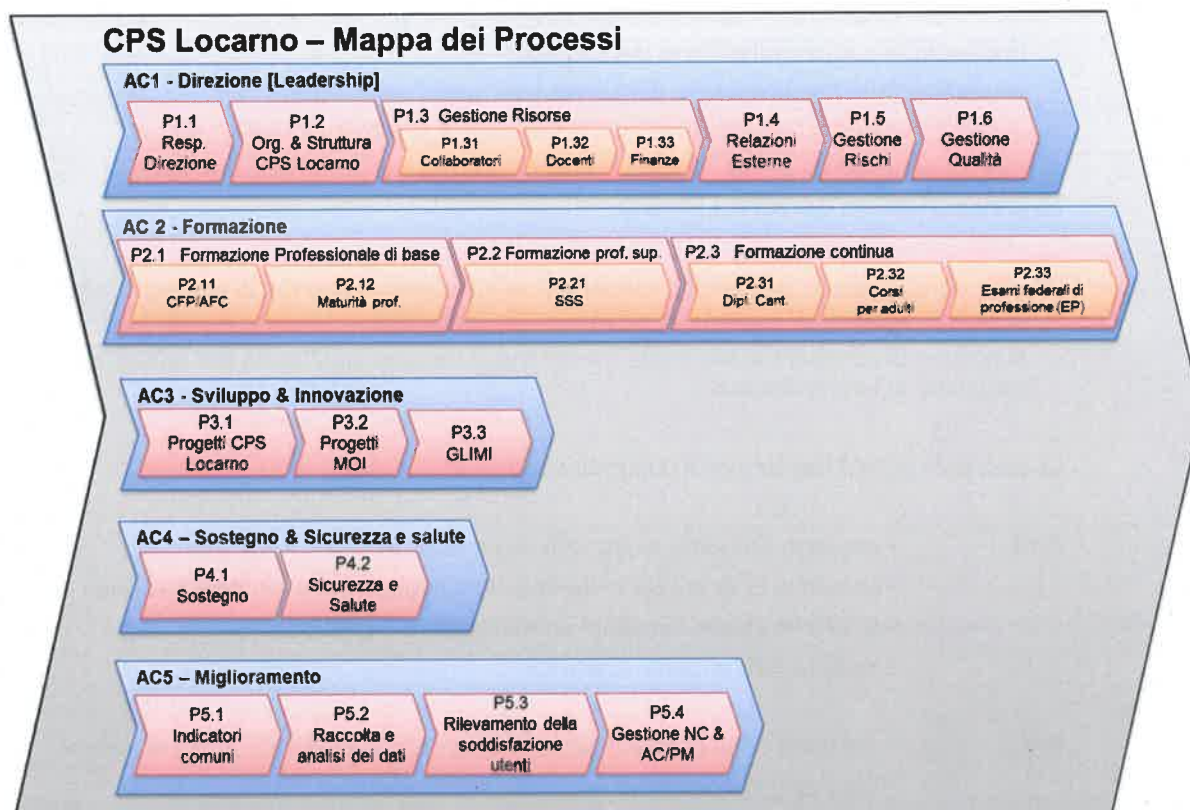 CPS Locarno – Mappa dei Processi
AC1 - Direzione [Leadership]
P1.1
Resp.
Direzione
P1.2
Org. & Struttura
CPS Locarno
P1.3 Gestione Risorse
P1.31
Collaboratori
P1.32
Docenti
P1.33
Finanze
P1.4
Relazioni
Esterne
P1.5
Gestione
Rischi
P1.6
Gestione
Qualità
AC 2 - Formazione
P2.1 Formazione Professionale di base
P2.11
CFP/AFC
P2.12
Maturità prof.
P2.2 Formazione prof. sup.
P2.21
SSS
P2.3 Formazione continua
P2.31
Dipl. Cant.
P2.32
Corsi
per adulti
P2.33
Esami federali di
professione (EP)
AC3 - Sviluppo & Innovazione
P3.1
Progetti CPS
Locarno
P3.2
Progetti
MOI
P3.3
GLIMI
AC4 – Sostegno & Sicurezza e salute
P4.1
Sostegno
P4.2
Sicurezza e
Salute
AC5 – Miglioramento
P5.1
Indicatori
comuni
P5.2
Raccolta e
analisi dei dati
P5.3
Rilevamento della
soddisfazione
utenti
P5.4
Gestione NC &
AC/PM